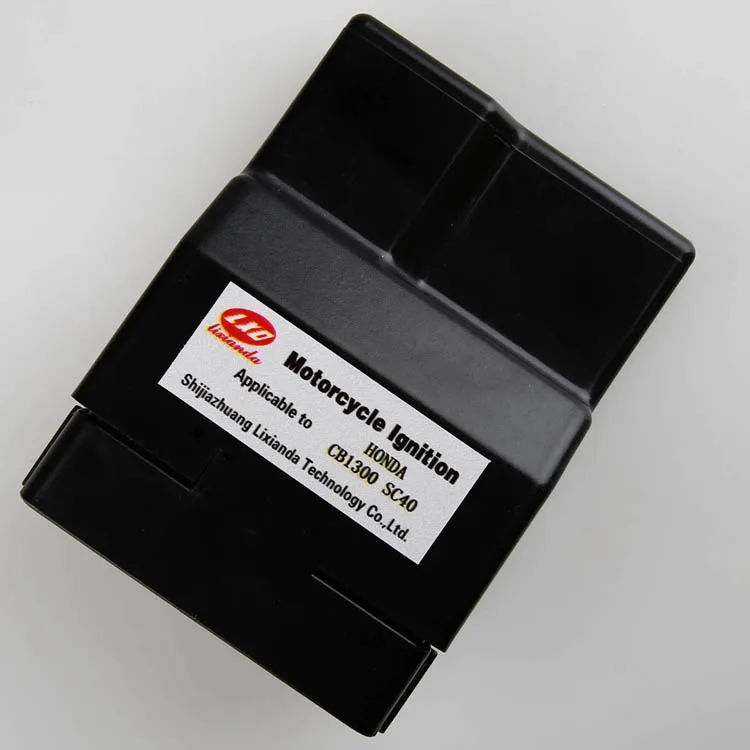 LXD
lixianda
Motorcycle Ignition
Applicable to HONDA
CB1300 SC40
Shijiazhuang Lixianda Technology Co.,Ltd.